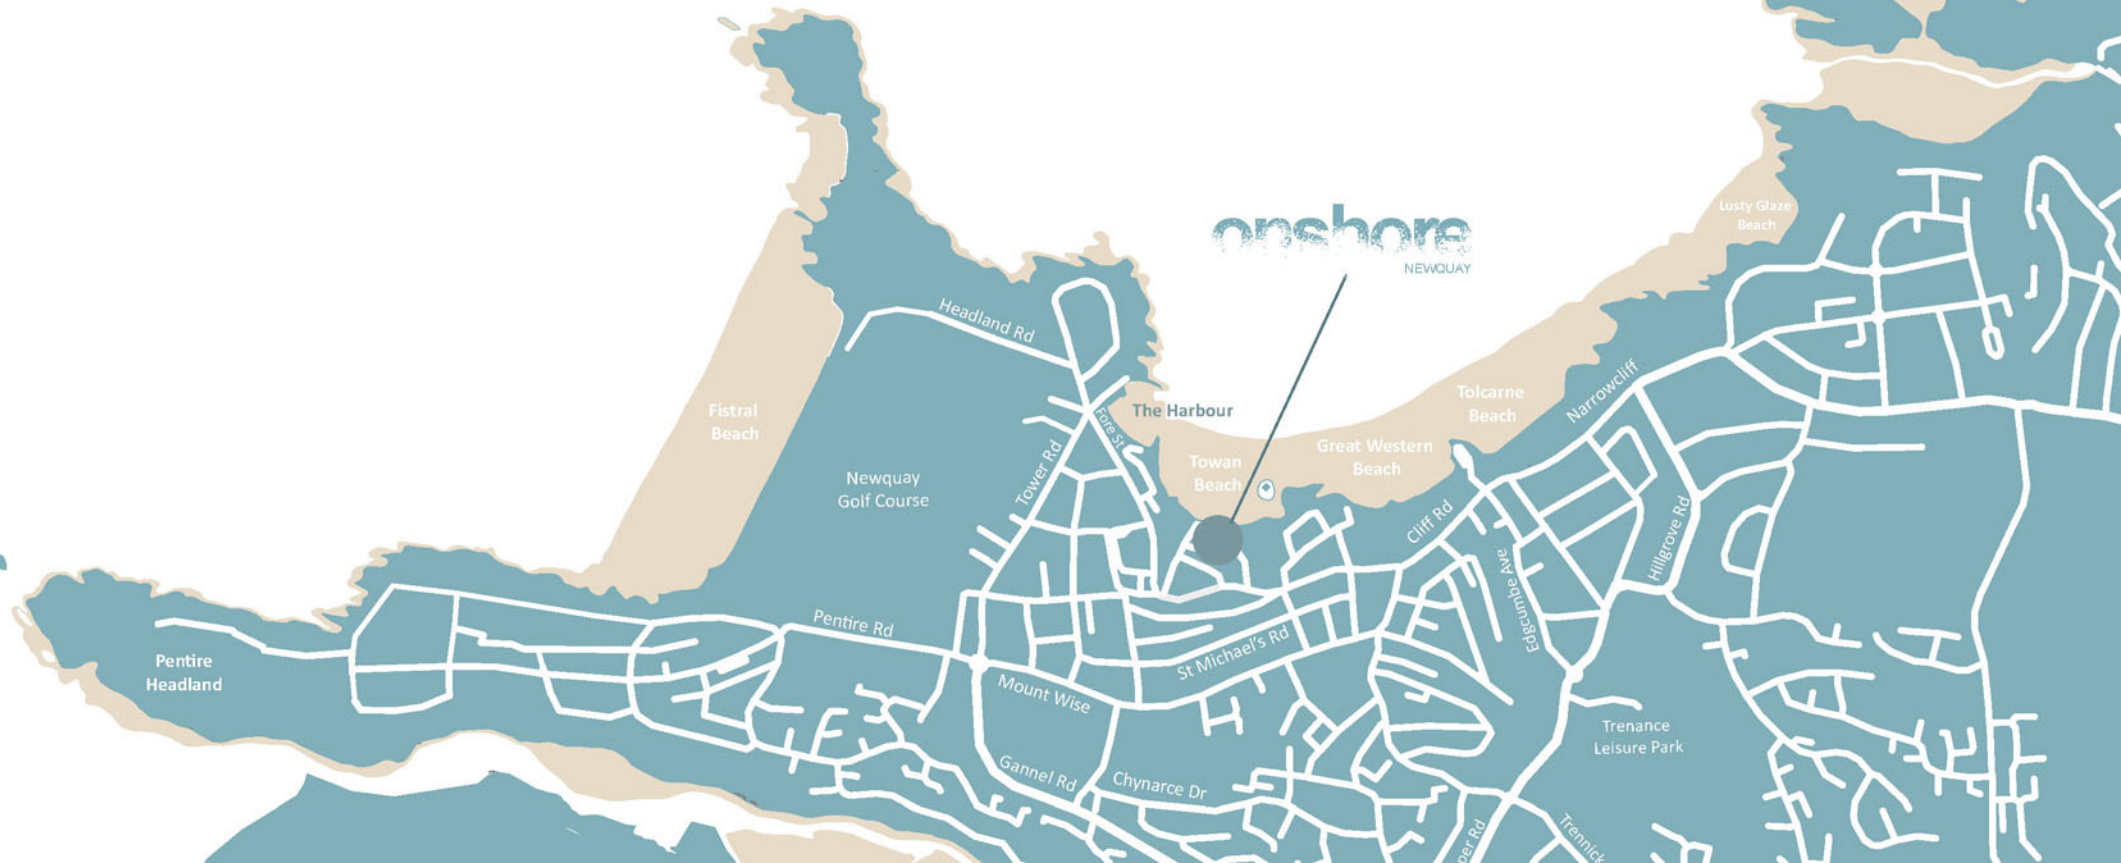 onshore
NEWQUAY
Lusty Glaze
Beach
Headland Rd
The Harbour
Fore St
Fistral
Beach
Tolcarne
Beach
Narrowcliff
Great Western
Beach
Towan
Beach
Newquay
Golf Course
Tower Rd
Cliff Rd
Hillgrove Rd
Edgcumbe Ave
Pentire Rd
St Michael's Rd
Pentire
Headland
Mount Wise
Trenance
Leisure Park
Gannel Rd
Chynance Dr